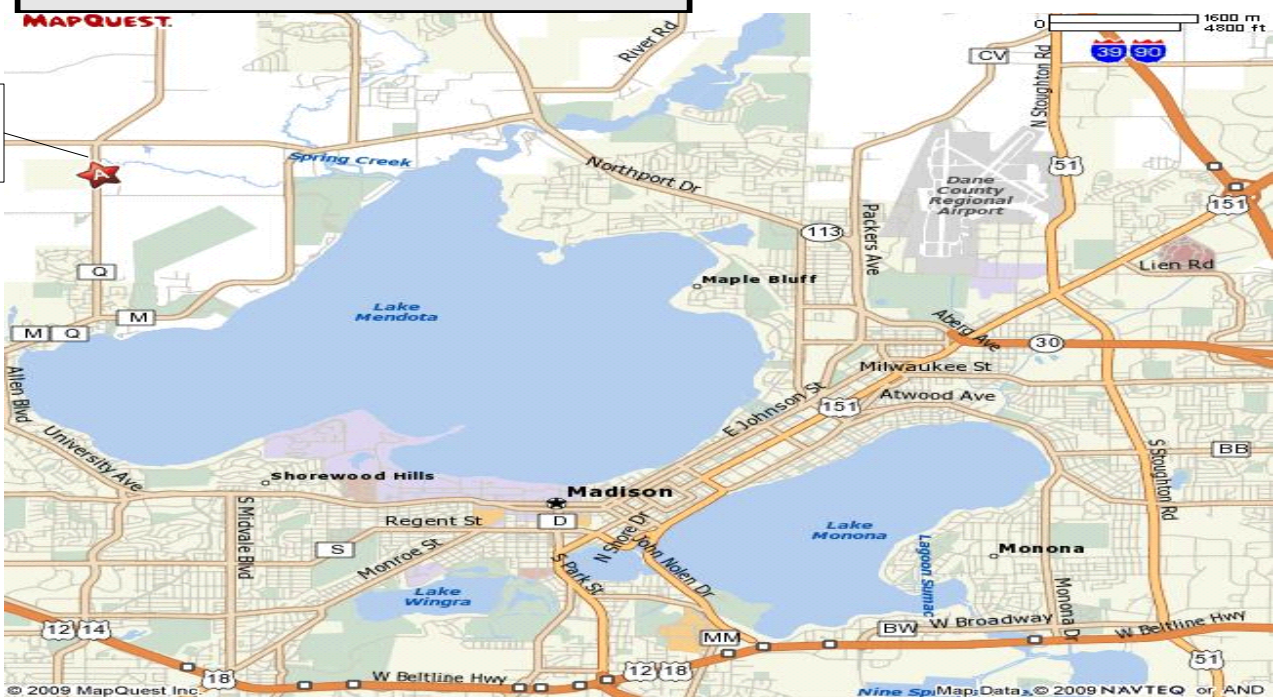 MAPQUEST.
0 1600 m
4800 ft
39 90
River Rd
CV
N Stoughton Rd
51
Spring Creek
A
Northport Dr
Dane
County
Regional
Airport
151
Packers Ave
113
Lien Rd
Q
Maple Bluff
M
Lake
Mendota
M Q
Aberg Ave
30
Allen Blvd
Milwaukee St
E Johnson St
151
Atwood Ave
University Ave
BB
S Stoughton Rd
Shorewood Hills
Madison
S Midvale Blvd
Regent St
D
N Shore Dr
Lake
Monona
S
Monroe St
S Park St
John Nolen Dr
Lagoon Sumac
Monona
Lake
Wingra
Monona Dr
12 14
MM
BW
W Broadway
W Beltline Hwy
18
W Beltline Hwy
12 18
51
© 2009 MapQuest Inc.
Nine Sp
Map Data © 2009 NAVTEQ or AND